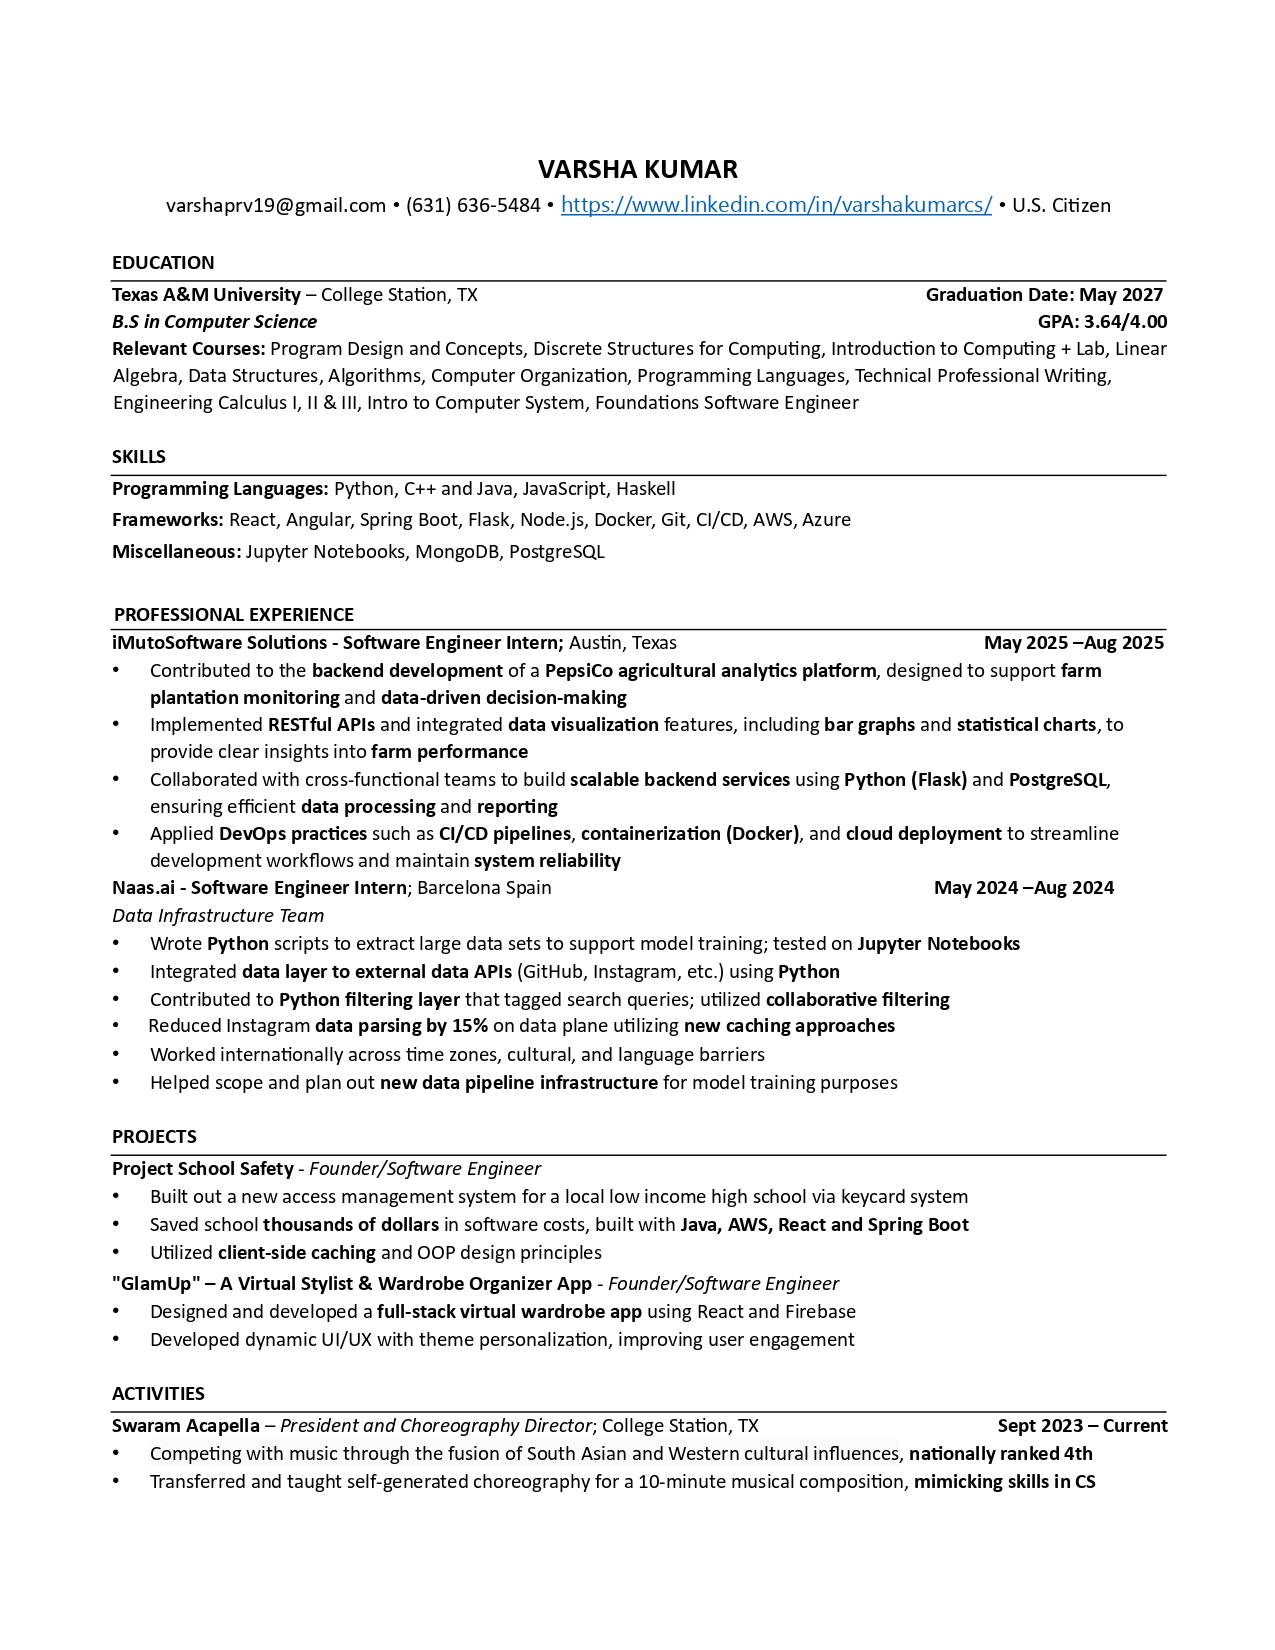 VARSHA KUMAR
varshaprv19@gmail.com • (631) 636-5484 • https://www.linkedin.com/in/varshakumarcs/ • U.S. Citizen
EDUCATION
Texas A&M University – College Station, TX Graduation Date: May 2027
B.S in Computer Science GPA: 3.64/4.00
Relevant Courses: Program Design and Concepts, Discrete Structures for Computing, Introduction to Computing + Lab, Linear
Algebra, Data Structures, Algorithms, Computer Organization, Programming Languages, Technical Professional Writing,
Engineering Calculus I, II & III, Intro to Computer System, Foundations Software Engineer
SKILLS
Programming Languages: Python, C++ and Java, JavaScript, Haskell
Frameworks: React, Angular, Spring Boot, Flask, Node.js, Docker, Git, CI/CD, AWS, Azure
Miscellaneous: Jupyter Notebooks, MongoDB, PostgreSQL
PROFESSIONAL EXPERIENCE
iMutoSoftware Solutions - Software Engineer Intern; Austin, Texas May 2025 –Aug 2025
• Contributed to the backend development of a PepsiCo agricultural analytics platform, designed to support farm
plantation monitoring and data-driven decision-making
• Implemented RESTful APIs and integrated data visualization features, including bar graphs and statistical charts, to
provide clear insights into farm performance
• Collaborated with cross-functional teams to build scalable backend services using Python (Flask) and PostgreSQL,
ensuring efficient data processing and reporting
• Applied DevOps practices such as CI/CD pipelines, containerization (Docker), and cloud deployment to streamline
development workflows and maintain system reliability
Naas.ai - Software Engineer Intern; Barcelona Spain May 2024 –Aug 2024
Data Infrastructure Team
• Wrote Python scripts to extract large data sets to support model training; tested on Jupyter Notebooks
• Integrated data layer to external data APIs (GitHub, Instagram, etc.) using Python
• Contributed to Python filtering layer that tagged search queries; utilized collaborative filtering
• Reduced Instagram data parsing by 15% on data plane utilizing new caching approaches
• Worked internationally across time zones, cultural, and language barriers
• Helped scope and plan out new data pipeline infrastructure for model training purposes
PROJECTS
Project School Safety - Founder/Software Engineer
• Built out a new access management system for a local low income high school via keycard system
• Saved school thousands of dollars in software costs, built with Java, AWS, React and Spring Boot
• Utilized client-side caching and OOP design principles
"GlamUp" – A Virtual Stylist & Wardrobe Organizer App - Founder/Software Engineer
• Designed and developed a full-stack virtual wardrobe app using React and Firebase
• Developed dynamic UI/UX with theme personalization, improving user engagement
ACTIVITIES
Swaram Acapella – President and Choreography Director; College Station, TX Sept 2023 – Current
• Competing with music through the fusion of South Asian and Western cultural influences, nationally ranked 4th
• Transferred and taught self-generated choreography for a 10-minute musical composition, mimicking skills in CS